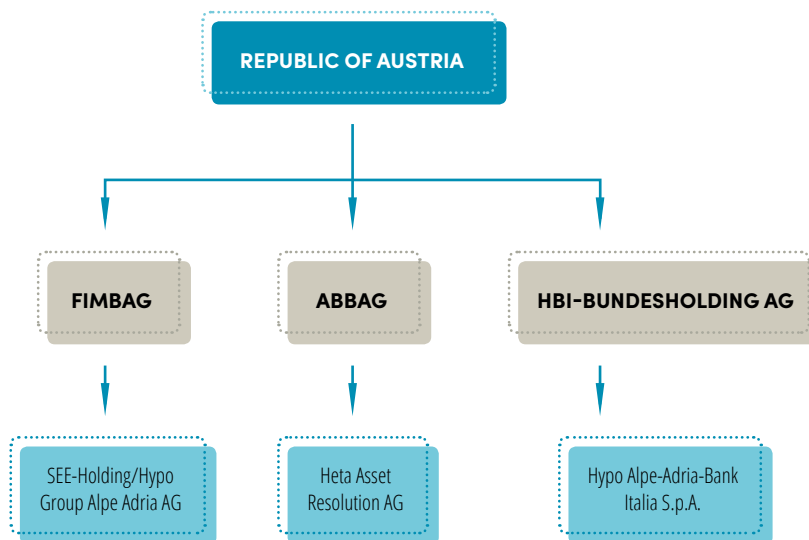 REPUBLIC OF AUSTRIA
FIMBAG
ABBAG
HBI-BUNDESHOLDING AG
SEE-Holding/Hypo
Group Alpe Adria AG
Heta Asset
Resolution AG
Hypo Alpe-Adria-Bank
Italia S.p.A.